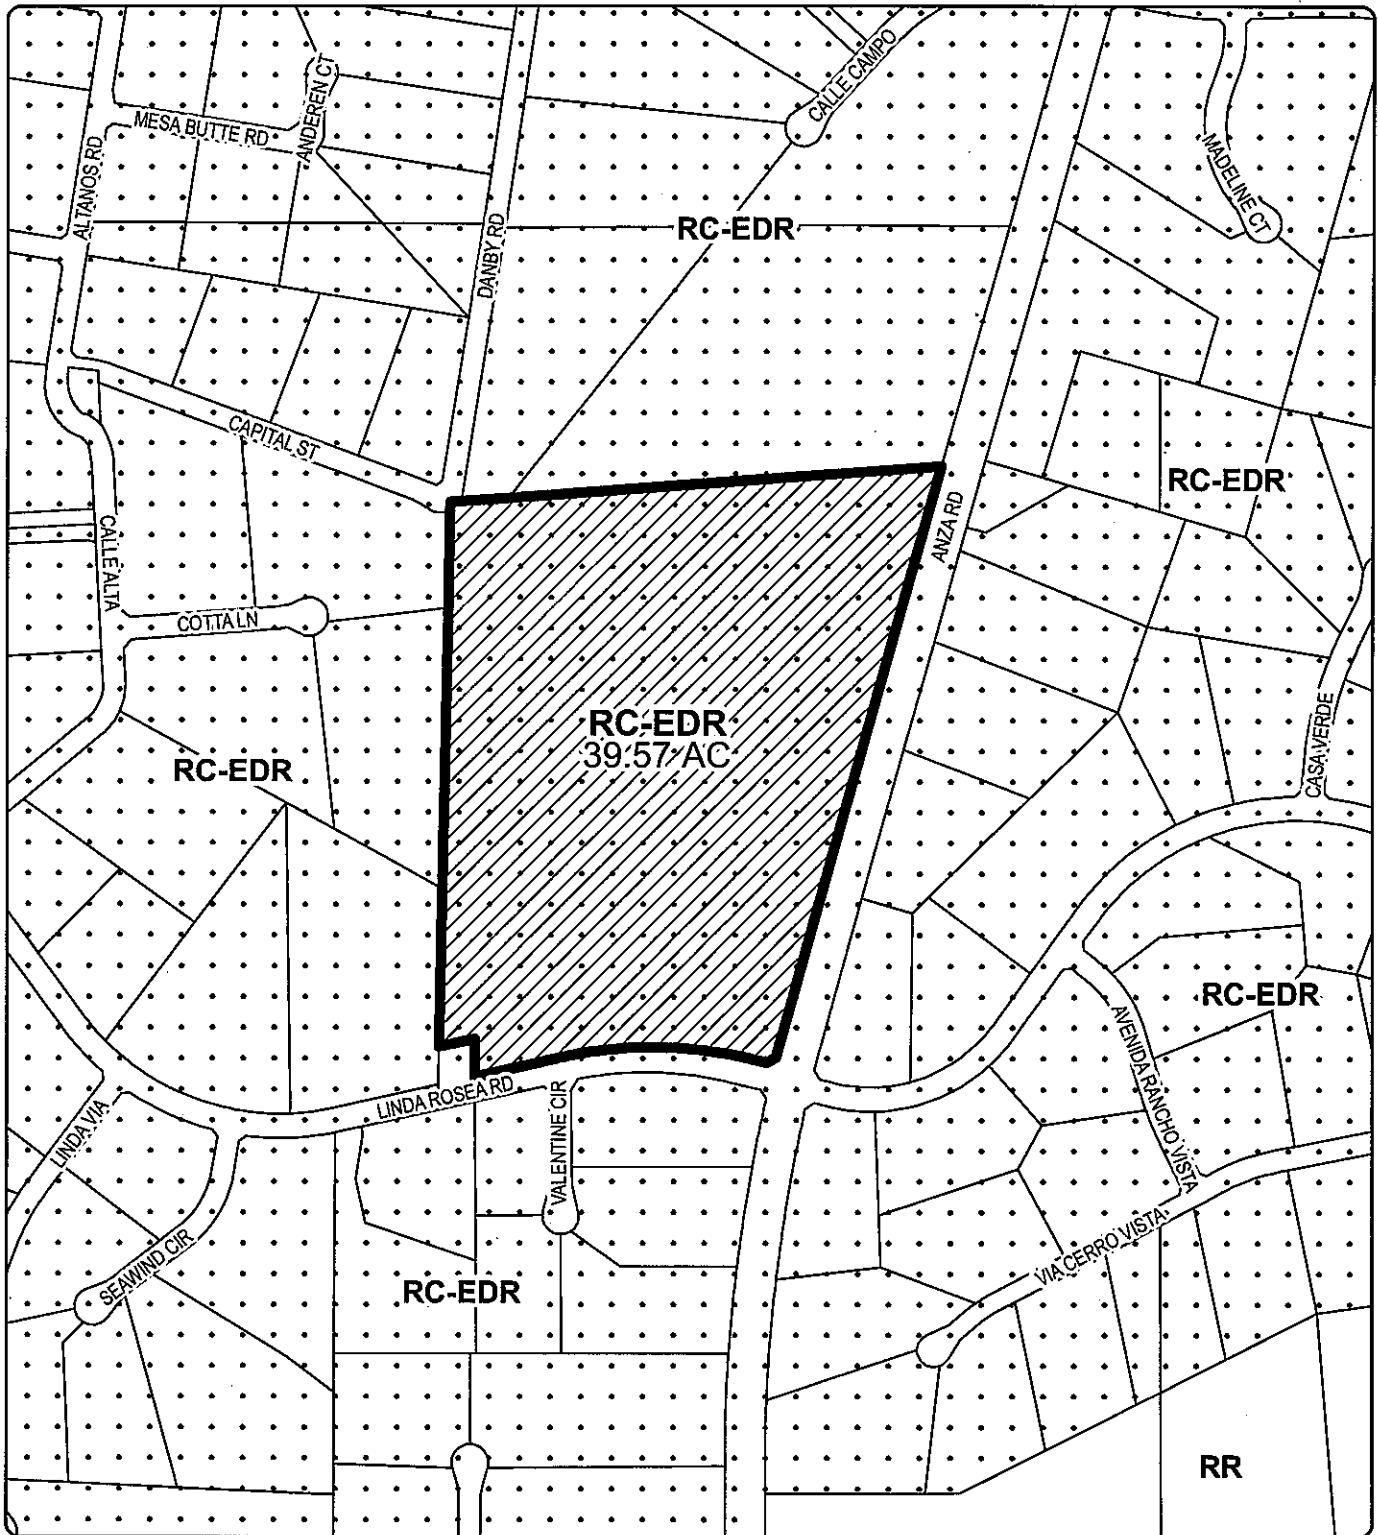 CALLE CAMPO
ANDEREN CT
MESA BUTTE RD
MADELINE CT
ALTANOS RD
RC-EDR
DANBY RD
CAPITAL ST
RC-EDR
ANZA RD
CALLE ALTA
COTTA LN
RC-EDR
39.57 AC
CASA VERDE
RC-EDR
RC-EDR
AVENIDA RANCHO VISTA
LINDA ROSEA RD
VALENTINE CIR
LINDA VIA
SEAWIND CIR
VIA CERRO VISTA
RC-EDR
RR